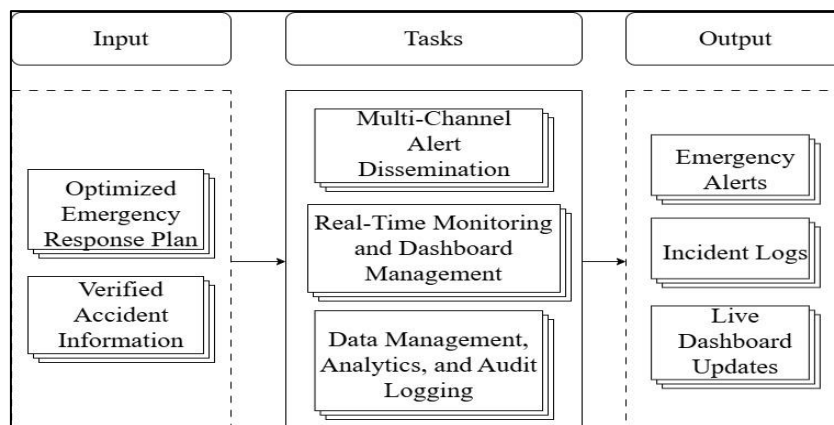 Input
Tasks
Output
Optimized
Emergency
Response Plan
Verified
Accident
Information
Multi-Channel
Alert
Dissemination
Real-Time Monitoring
and Dashboard
Management
Data Management,
Analytics, and Audit
Logging
Emergency
Alerts
Incident Logs
Live
Dashboard
Updates